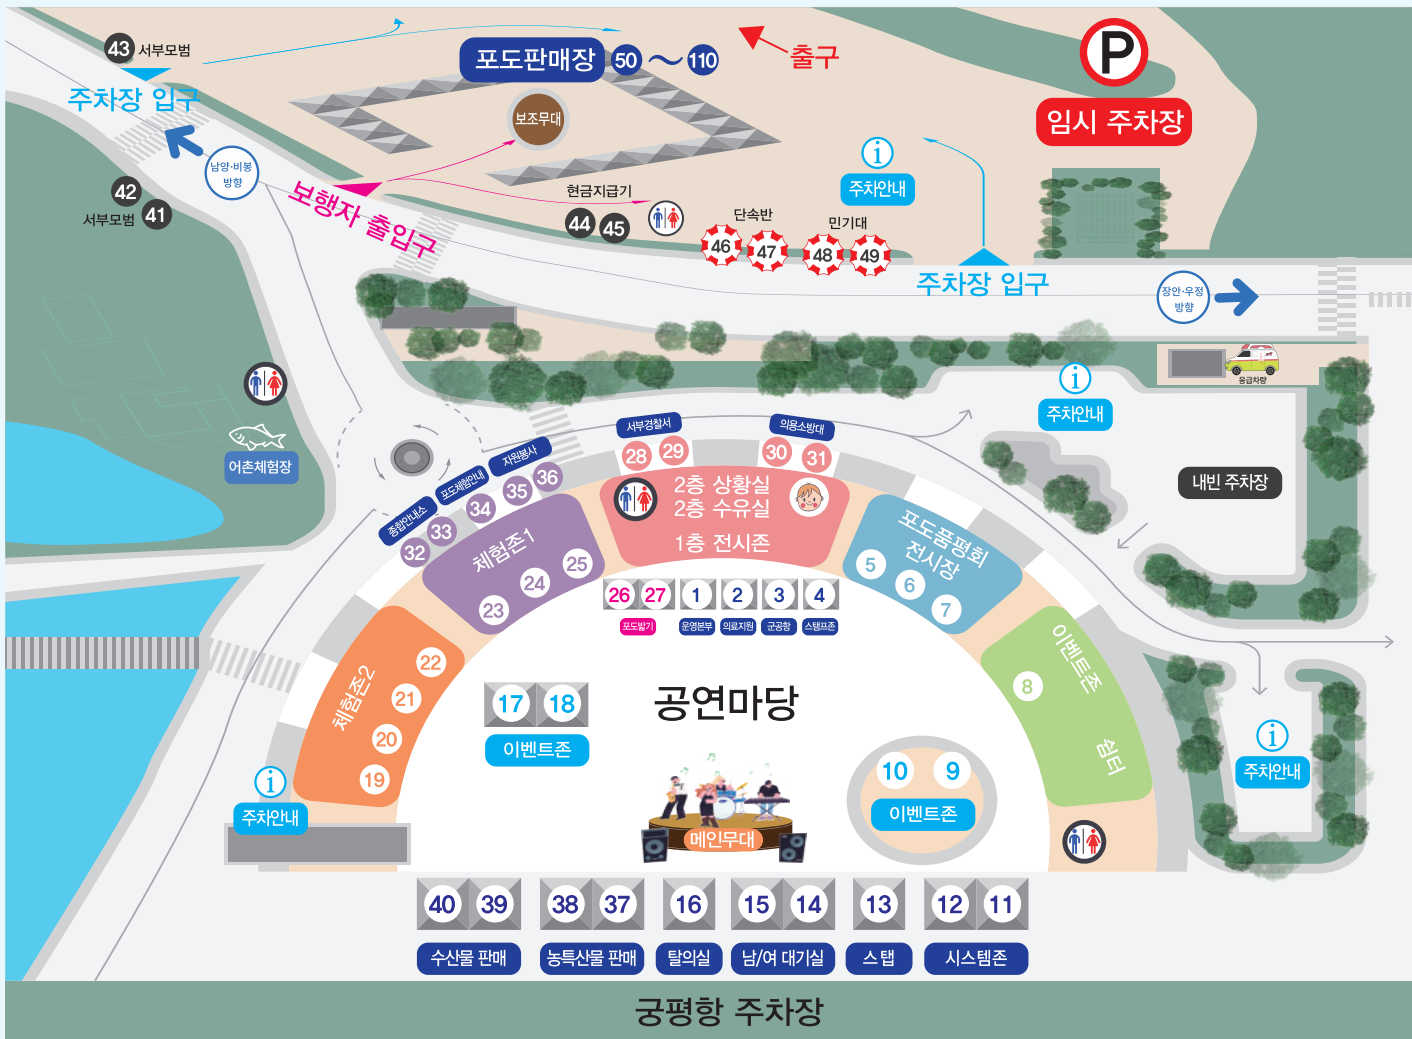 43 서부모범
주차장 입구
포도판매장 50 ~ 110
출구
P
임시 주차장
보조무대
남양·비봉
방향
42
서부모범 41
보행자 출입구
현금지급기
44 45
단속반
46 47
민기대
48 49
i
주차안내
주차장 입구
장안·우정
방향
응급차량
i
주차안내
내빈 주차장
어촌체험장
종합안내소
32 33
포도체험안내
34
자원봉사
35 36
서부경찰서
28 29
의용소방대
30 31
2층 상황실
2층 수유실
1층 전시존
체험존1
23 24 25
포도품평회
전시장
5 6 7
26 27
포도밟기
1
운영본부
2
의료지원
3
군공항
4
스탬프존
체험존2
22
21
20
19
이벤트존
8
쉼터
17 18
이벤트존
공연마당
메인무대
10 9
이벤트존
i
주차안내
i
주차안내
40 39
수산물 판매
38 37
농특산물 판매
16
탈의실
15 14
남/여 대기실
13
스탭
12 11
시스템존
궁평항 주차장